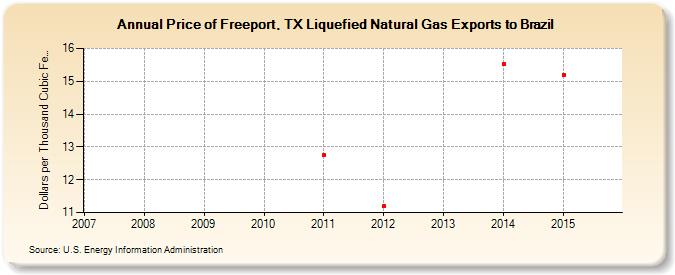 Annual Price of Freeport, TX Liquefied Natural Gas Exports to Brazil
Dollars per Thousand Cubic Fe...
16
15
14
13
12
11
2007 2008 2009 2010 2011 2012 2013 2014 2015
Source: U.S. Energy Information Administration